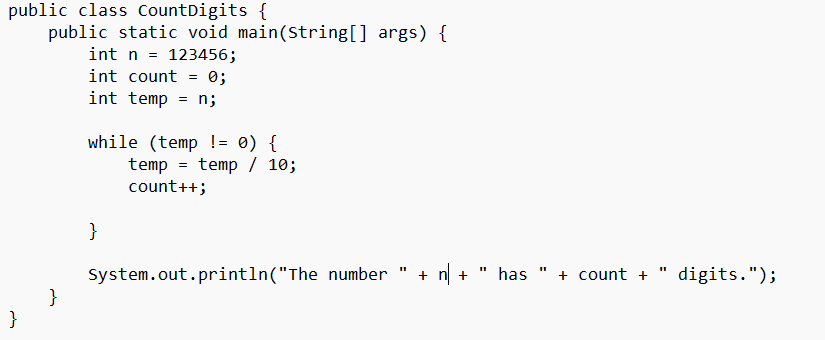 public class CountDigits {
    public static void main(String[] args) {
        int n = 123456;
        int count = 0;
        int temp = n;

        while (temp != 0) {
            temp = temp / 10;
            count++;

        }

        System.out.println("The number " + n + " has " + count + " digits.");
    }
}